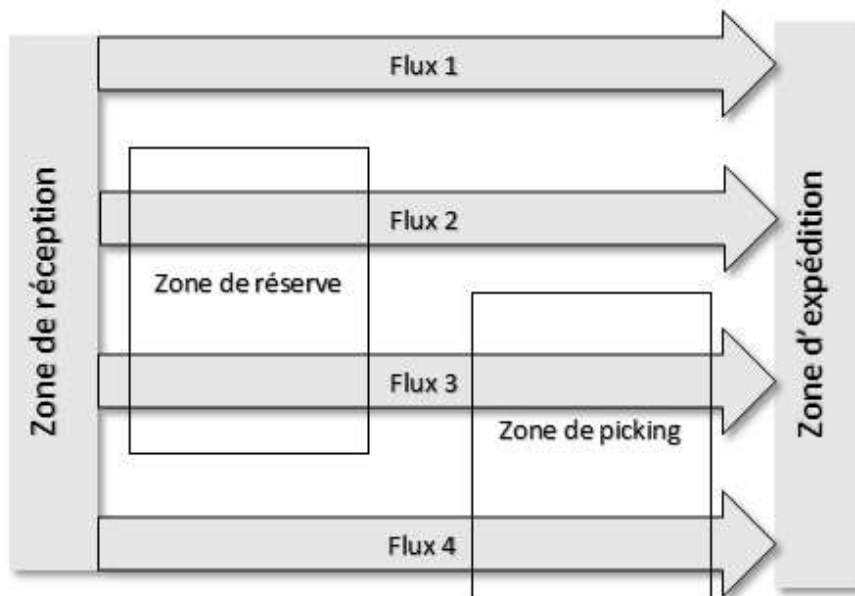 Zone de réception
Flux 1
Flux 2
Zone de réserve
Flux 3
Zone de picking
Flux 4
Zone d'expédition